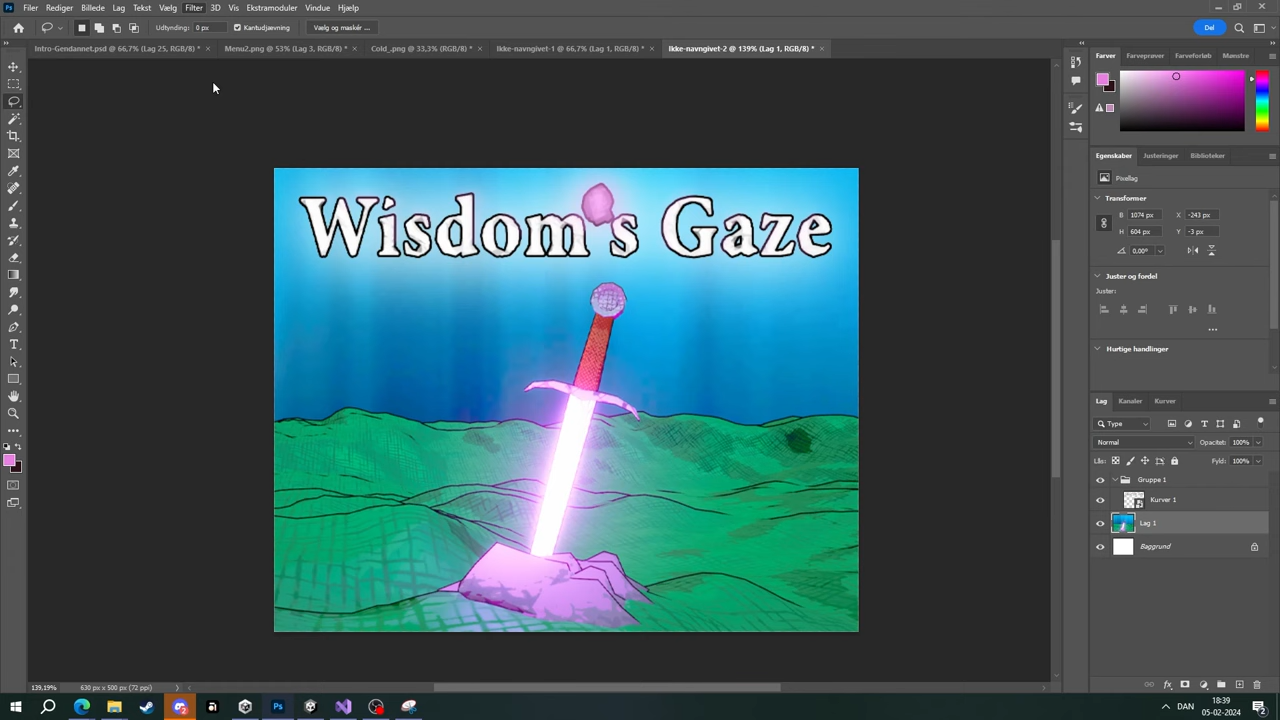 Ps Filer Rediger Billede Lag Tekst Vælg Filter 3D Vis Eksterne moduler Vindue Hjælp
Udtynding: 0 px Kantudjævning Vælg og maskér ... Del
Intro-Gendannet.psd @ 66,7% (Lag 25, RGB/8) * × Menu2.png @ 53% (Lag 3, RGB/8) * × Cold_.png @ 33,3% (RGB/8*) * × Ikke-navngivet-1 @ 66,7% (Lag 1, RGB/8) * × Ikke-navngivet-2 @ 139% (Lag 1, RGB/8) * ×
Farver Farveprøver Farveforløb Mønstre
Egenskaber Justeringer Biblioteker
Pixellag
Transformer
B 1074 px X -243 px
H 604 px Y -3 px
0,00°
Juster og fordel
Juster:
...
Hurtige handlinger
Wisdom's Gaze
Lag Kanaler Kurver
Type
Normal Opacitet: 100%
Lås: Fyld: 100%
Gruppe 1
Kurver 1
Lag 1
Baggrund
139,19% 630 px x 500 px (72 ppi)
DAN 18:39
05-02-2024